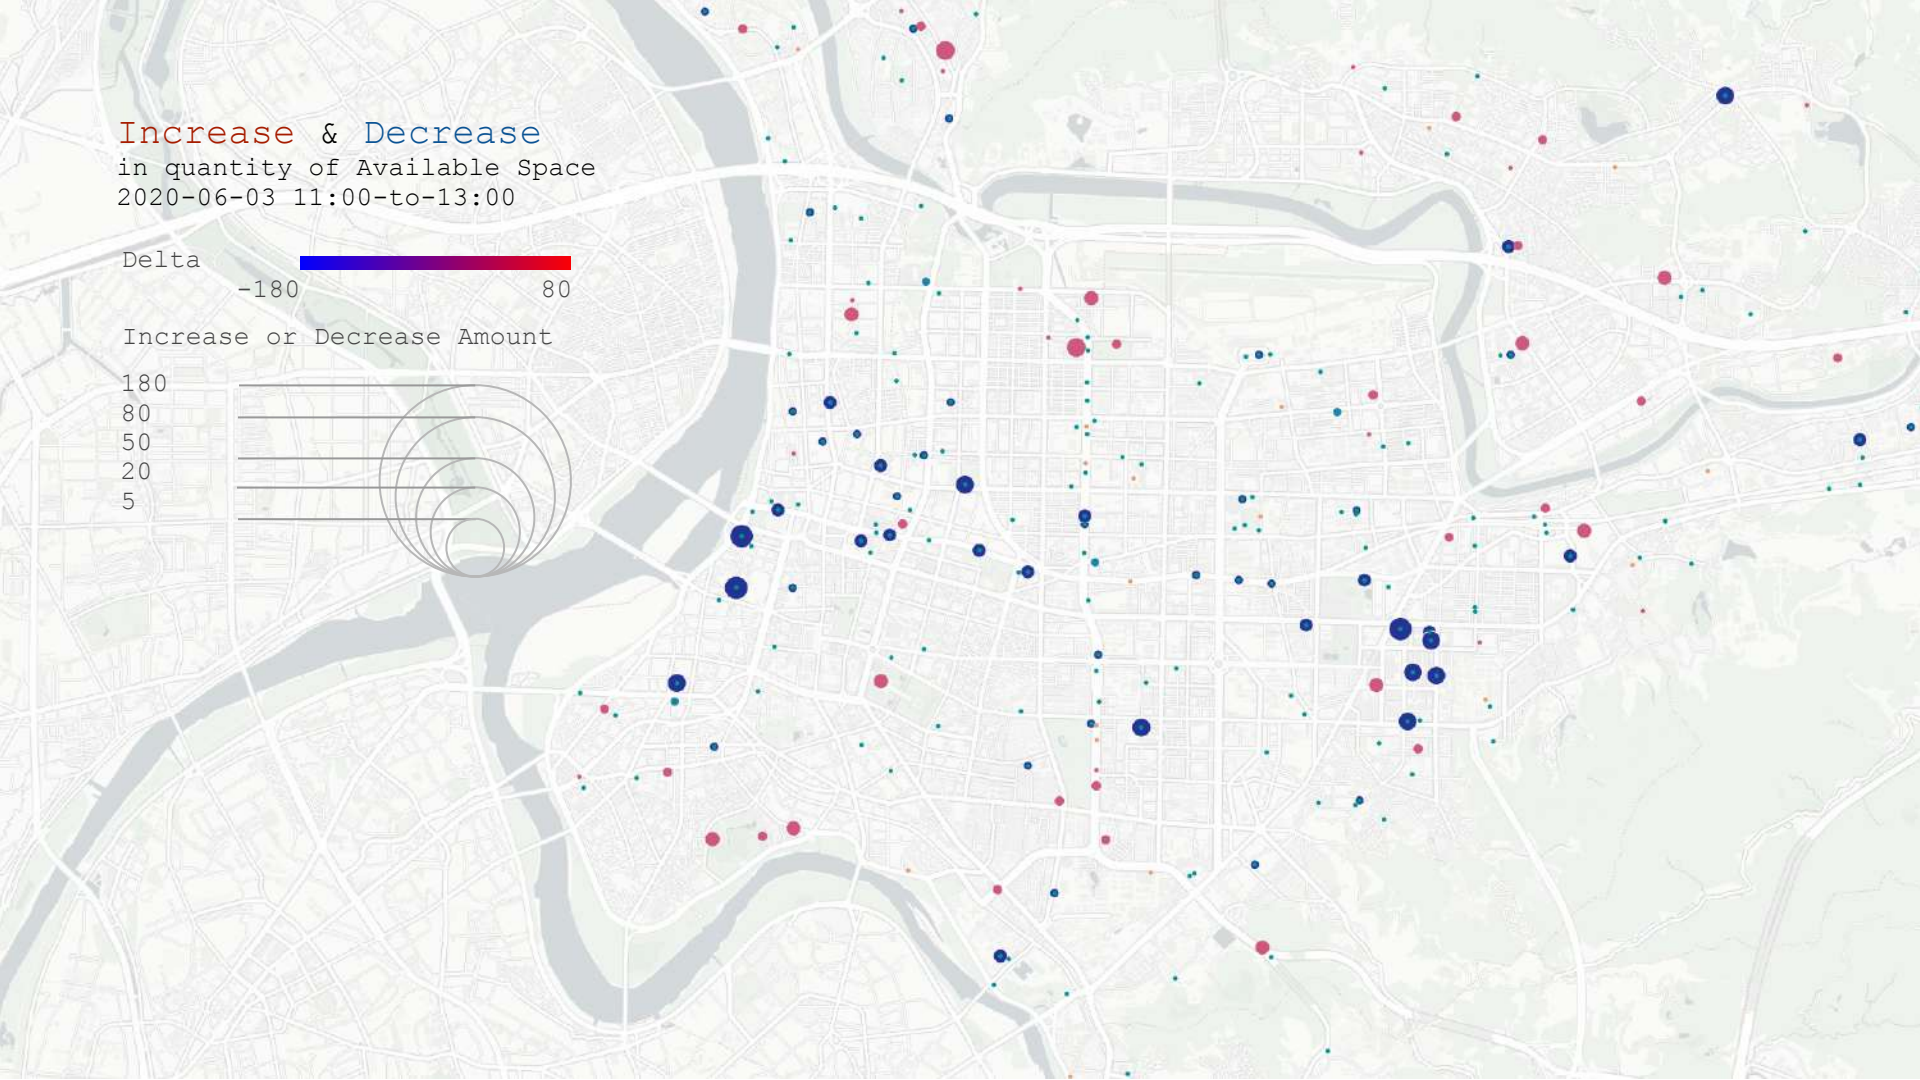 Increase & Decrease
in quantity of Available Space
2020-06-03 11:00-to-13:00
Delta
-180 80
Increase or Decrease Amount
180
80
50
20
5